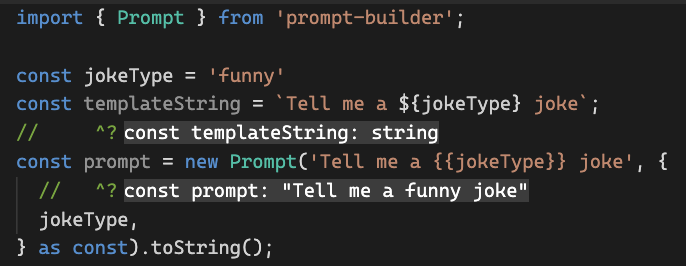 import { Prompt } from 'prompt-builder';
const jokeType = 'funny'
const templateString = `Tell me a ${jokeType} joke`;
//     ^? const templateString: string
const prompt = new Prompt('Tell me a {{jokeType}} joke', {
  //     ^? const prompt: "Tell me a funny joke"
  jokeType,
} as const).toString();